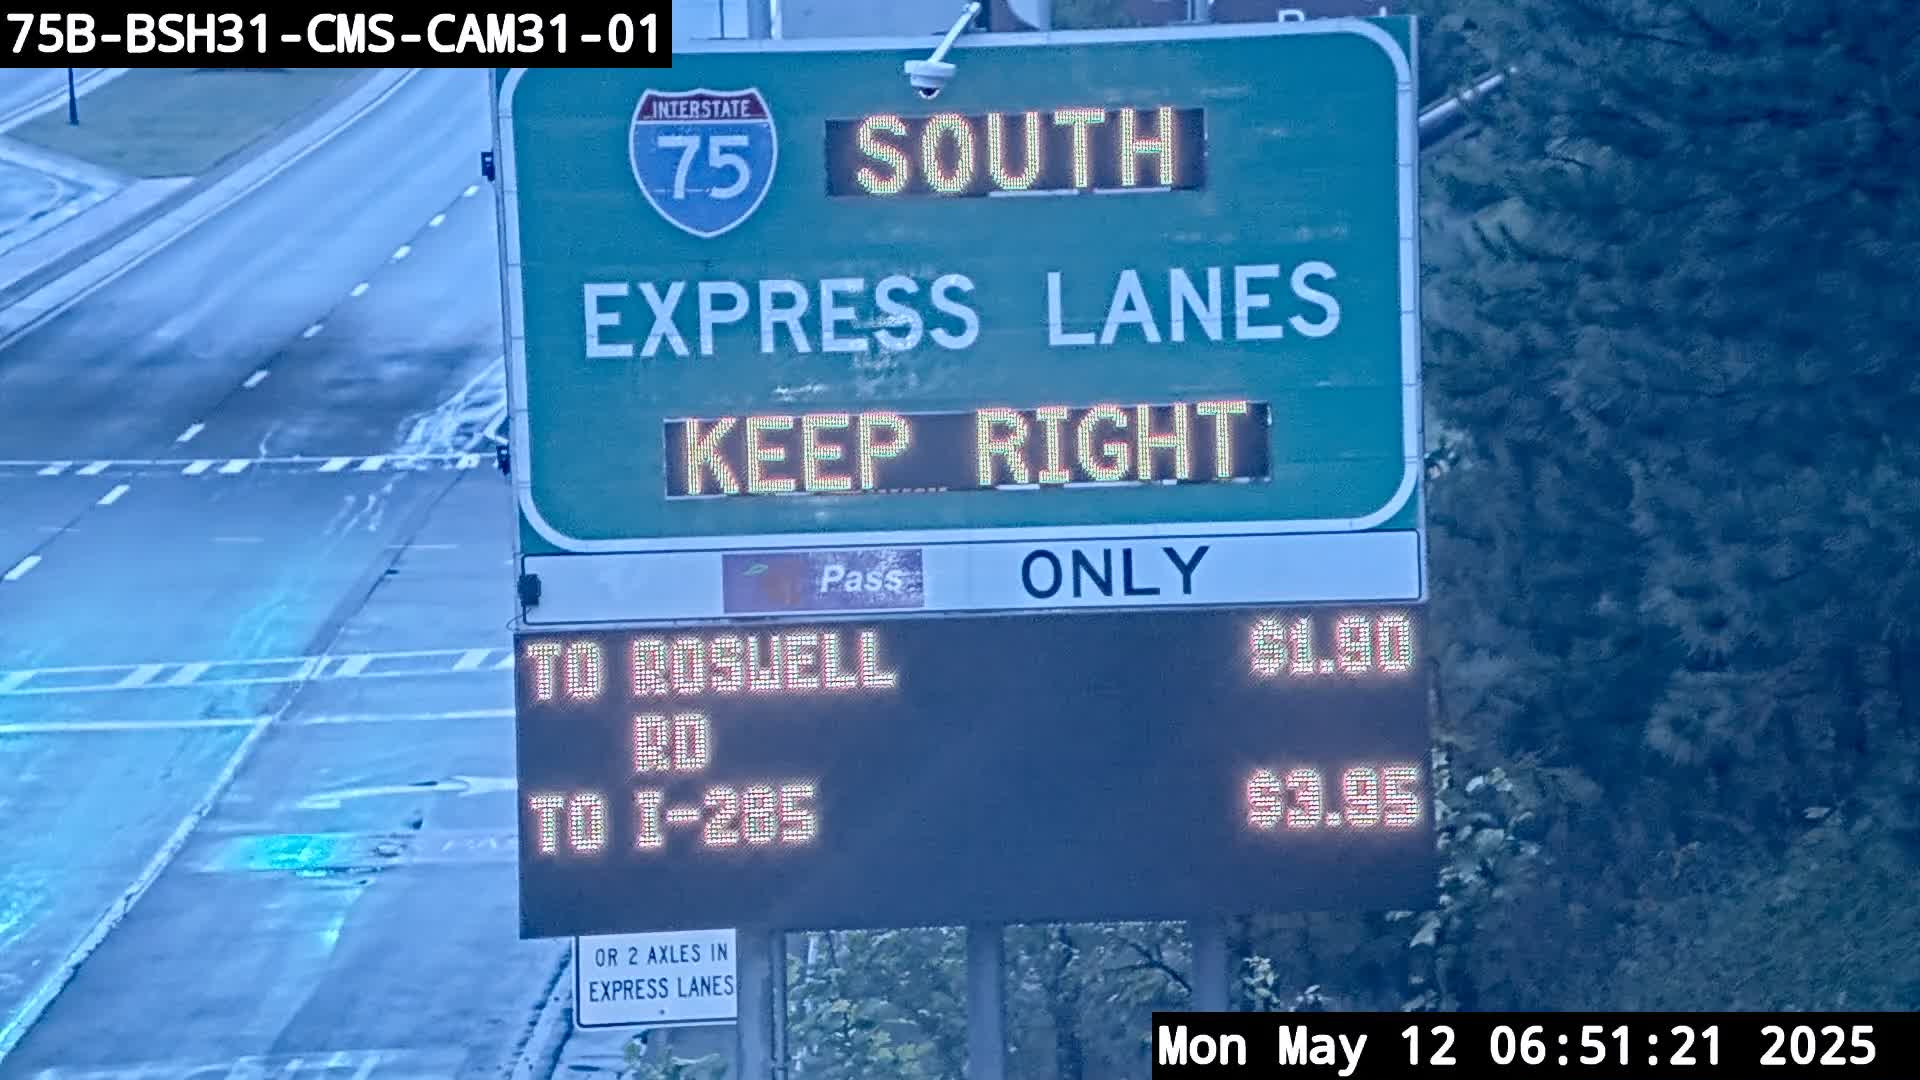 75B-BSH31-CMS-CAM31-01
INTERSTATE
75
SOUTH
EXPRESS LANES
KEEP RIGHT
Pass ONLY
TO ROSWELL $1.90
RD
TO I-285 $3.95
OR 2 AXLES IN
EXPRESS LANES
Mon May 12 06:51:21 2025